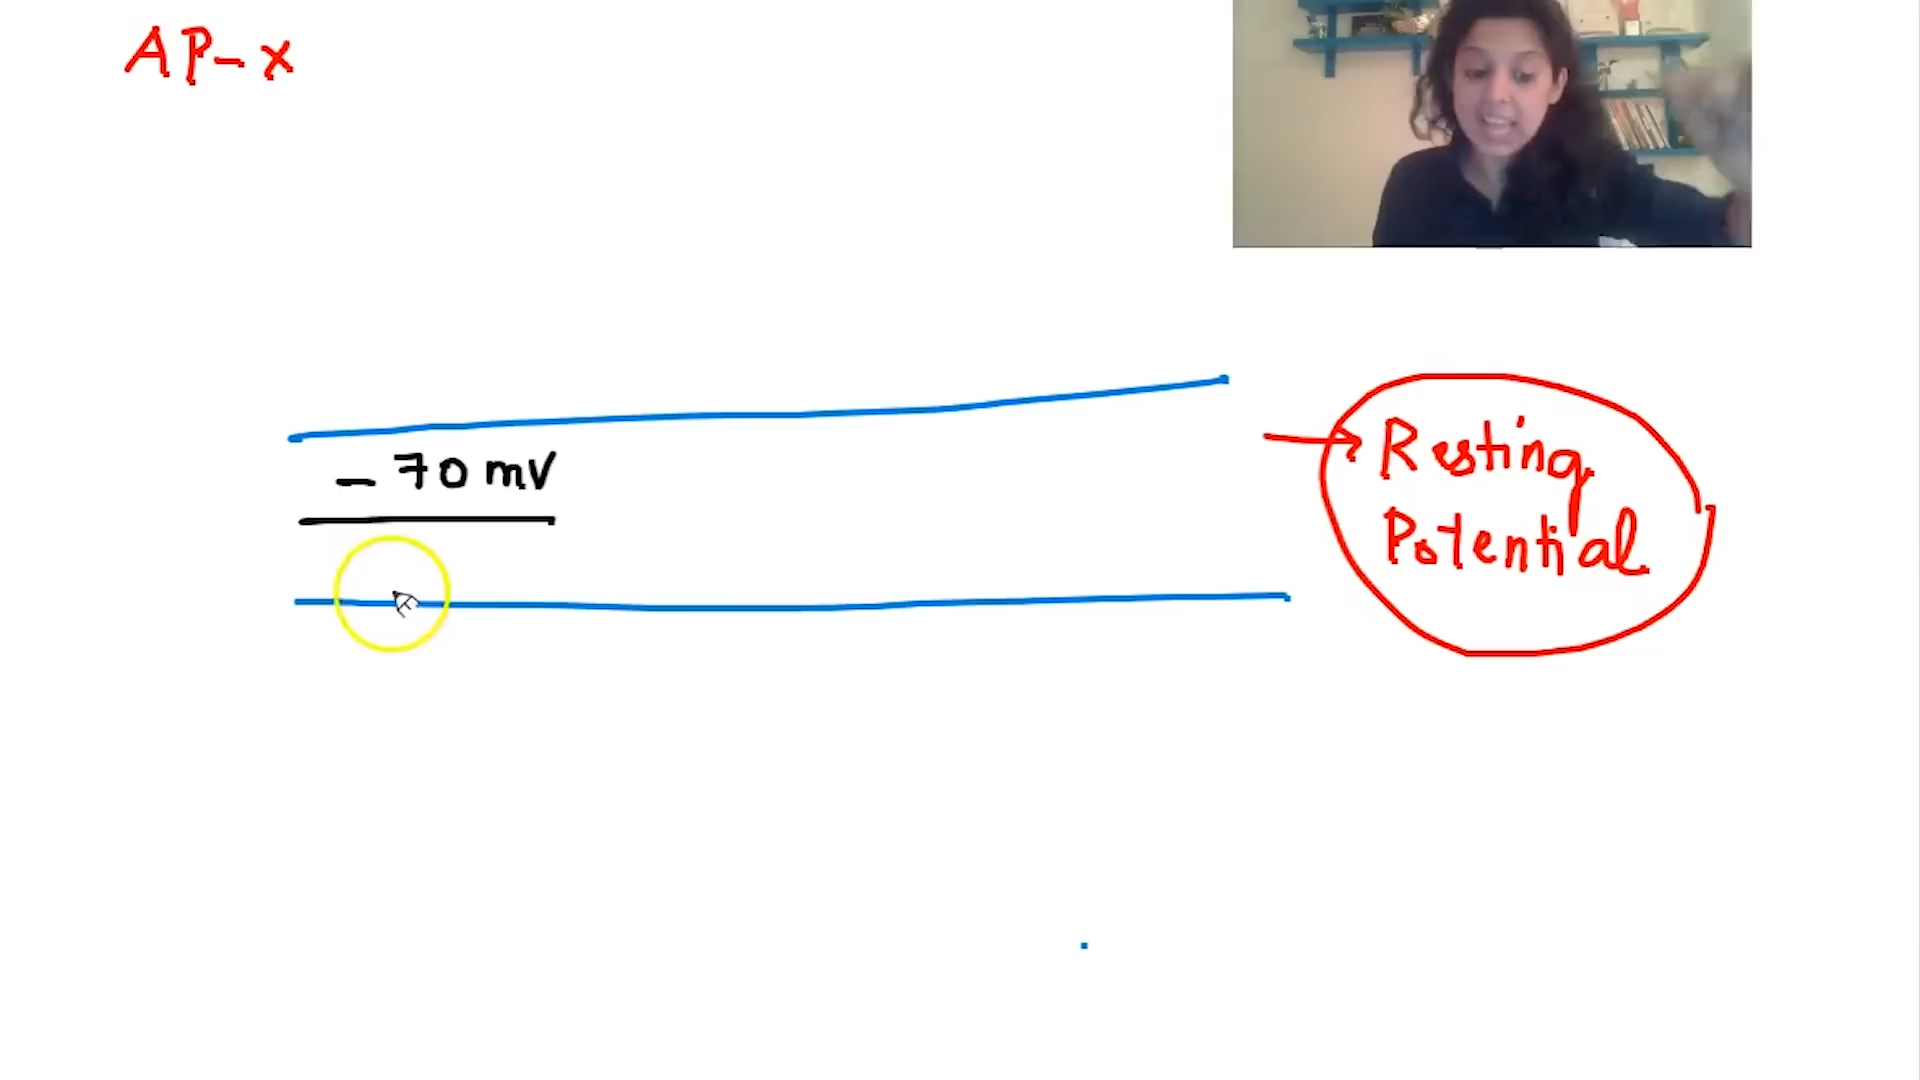 AP- x
- 70 mV
Resting
Potential